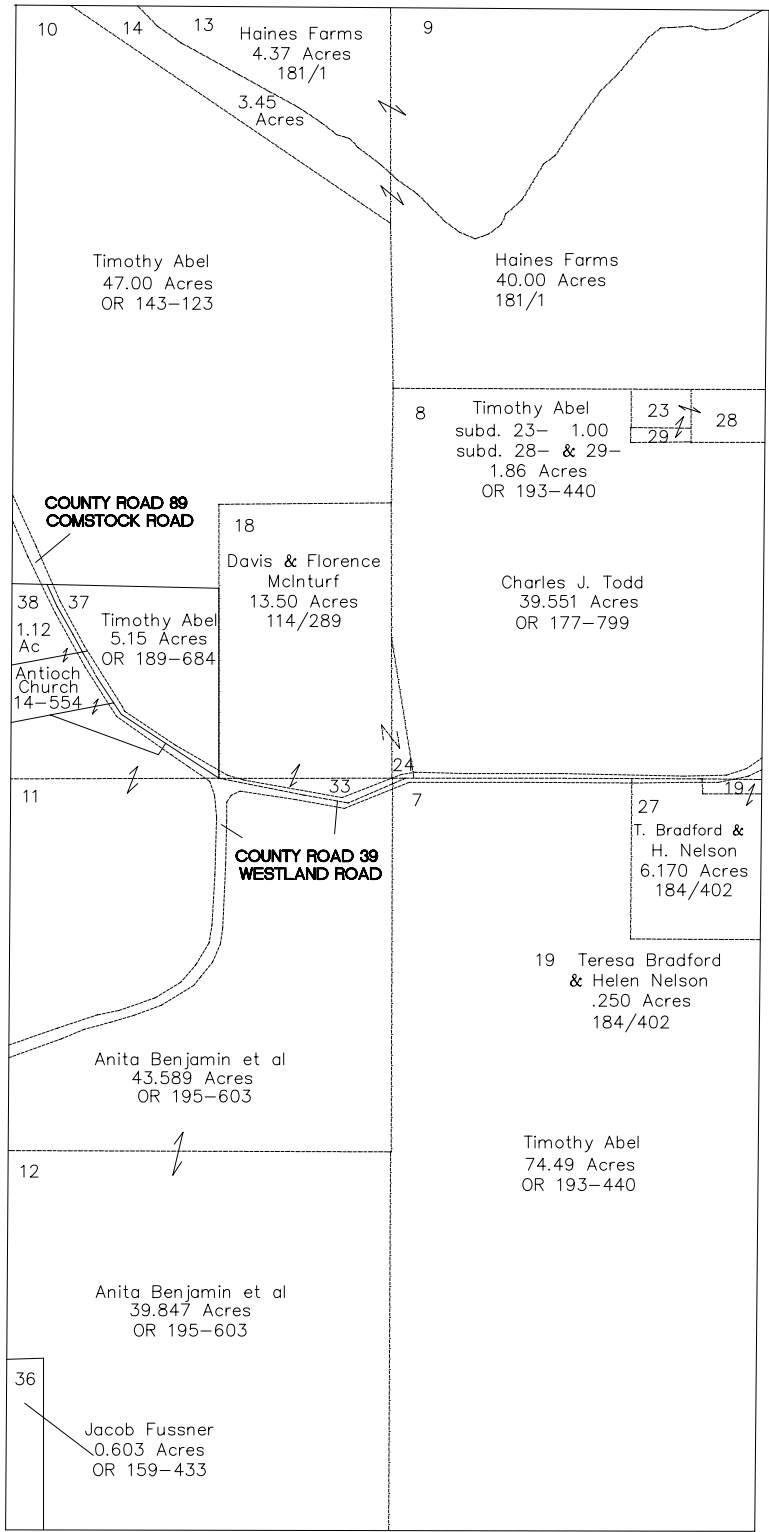 10
14
13
Haines Farms
4.37 Acres
181/1
3.45
Acres
9
Timothy Abel
47.00 Acres
OR 143-123
Haines Farms
40.00 Acres
181/1
8
Timothy Abel
subd. 23- 1.00
subd. 28- & 29-
1.86 Acres
OR 193-440
23
29
28
COUNTY ROAD 89
COMSTOCK ROAD
18
Davis & Florence
McInturf
13.50 Acres
114/289
Charles J. Todd
39.551 Acres
OR 177-799
38
1.12
Ac
37
Timothy Abel
5.15 Acres
OR 189-684
Antioch
Church
14-554
24
33
11
7
19
27
T. Bradford &
H. Nelson
6.170 Acres
184/402
COUNTY ROAD 39
WESTLAND ROAD
19 Teresa Bradford
& Helen Nelson
.250 Acres
184/402
Anita Benjamin et al
43.589 Acres
OR 195-603
Timothy Abel
74.49 Acres
OR 193-440
12
Anita Benjamin et al
39.847 Acres
OR 195-603
36
Jacob Fussner
0.603 Acres
OR 159-433